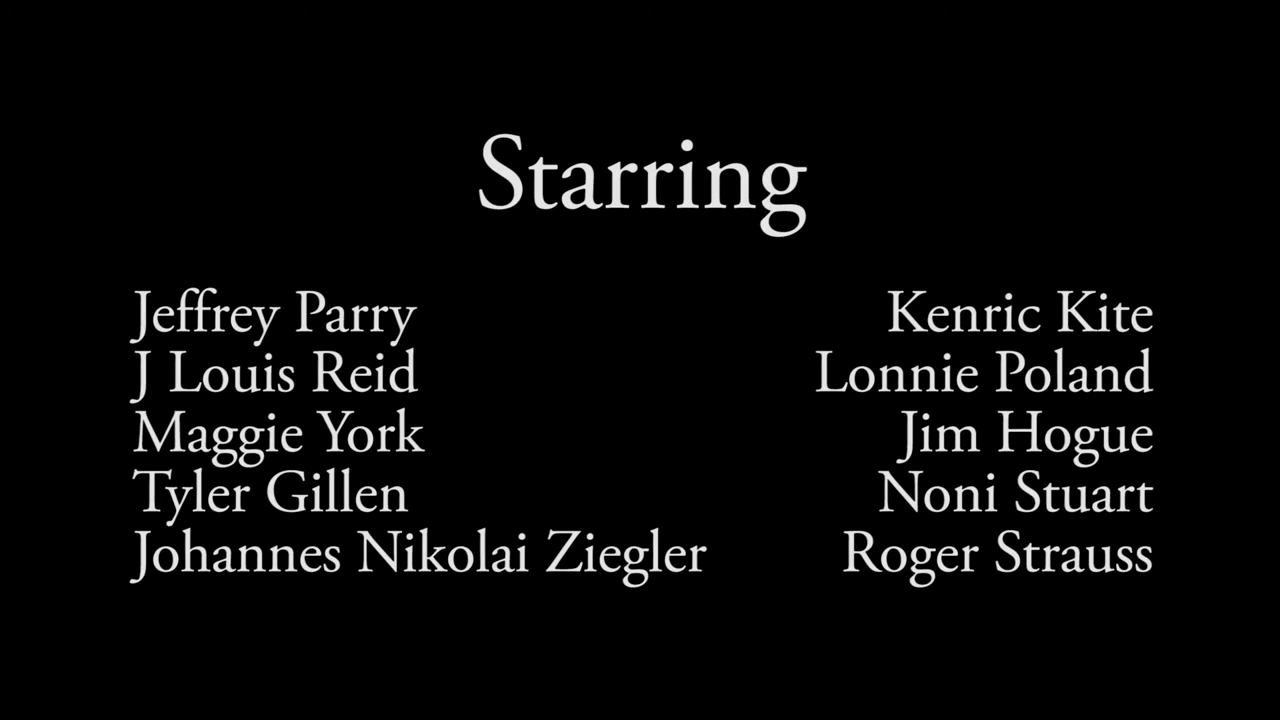 Starring
Jeffrey Parry
J Louis Reid
Maggie York
Tyler Gillen
Johannes Nikolai Ziegler
Kenric Kite
Lonnie Poland
Jim Hogue
Noni Stuart
Roger Strauss